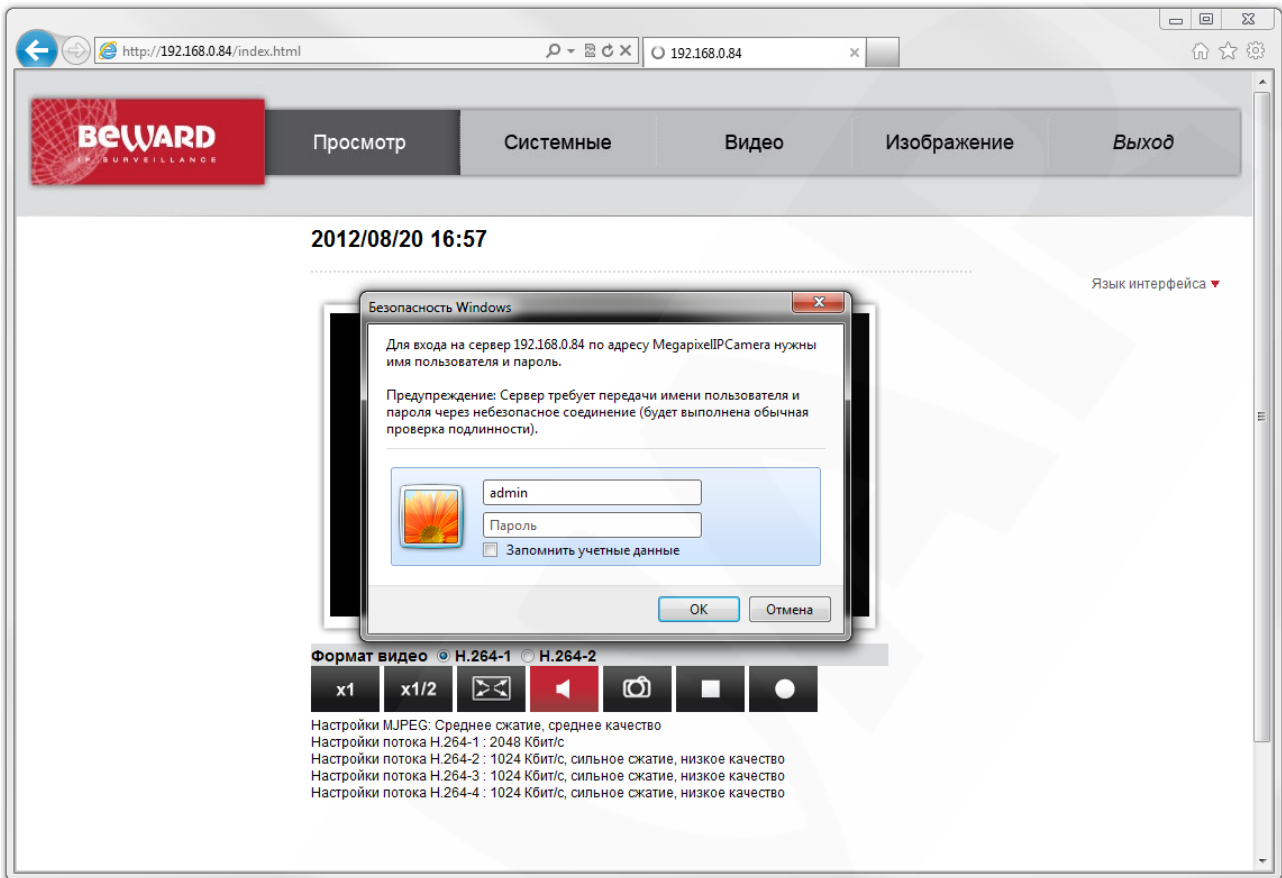 http://192.168.0.84/index.html
192.168.0.84
BEWARD
IP SURVEILLANCE
Просмотр
Системные
Видео
Изображение
Выход
2012/08/20 16:57
Язык интерфейса
Безопасность Windows
Для входа на сервер 192.168.0.84 по адресу MegapixelIPCamera нужны
имя пользователя и пароль.
Предупреждение: Сервер требует передачи имени пользователя и
пароля через небезопасное соединение (будет выполнена обычная
проверка подлинности).
admin
Пароль
Запомнить учетные данные
OK
Отмена
Формат видео H.264-1 H.264-2
x1
x1/2
Настройки MJPEG: Среднее сжатие, среднее качество
Настройки потока H.264-1 : 2048 Кбит/с
Настройки потока H.264-2 : 1024 Кбит/с, сильное сжатие, низкое качество
Настройки потока H.264-3 : 1024 Кбит/с, сильное сжатие, низкое качество
Настройки потока H.264-4 : 1024 Кбит/с, сильное сжатие, низкое качество